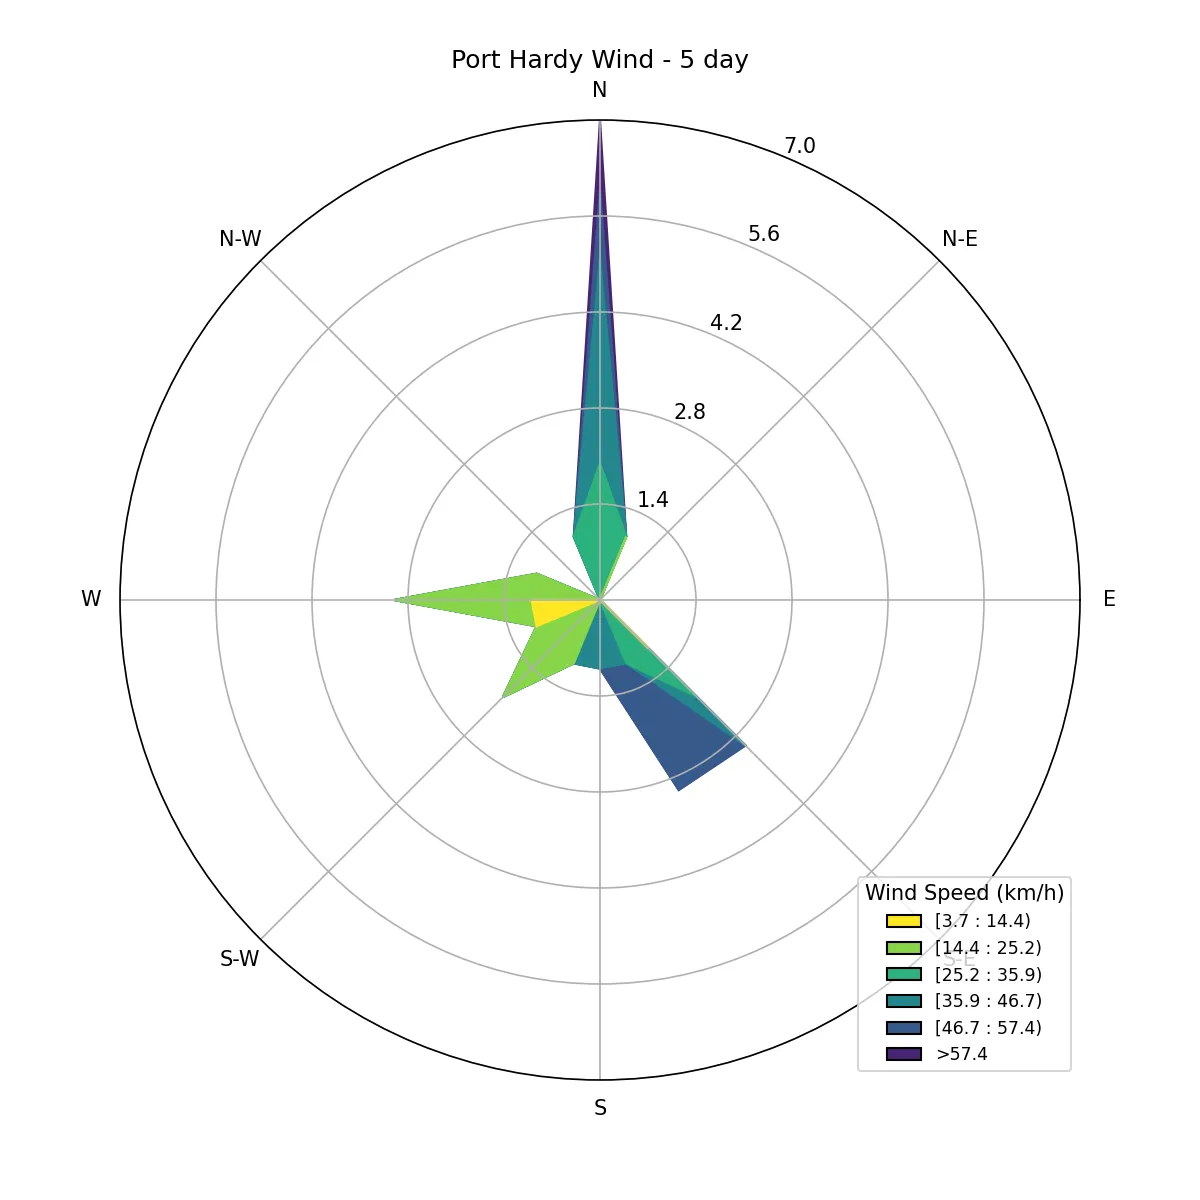 Port Hardy Wind - 5 day
N
7.0
N-W
5.6
N-E
4.2
2.8
1.4
W
E
Wind Speed (km/h)
[3.7 : 14.4)
[14.4 : 25.2)
S-W
S-E
[25.2 : 35.9)
[35.9 : 46.7)
[46.7 : 57.4)
>57.4
S